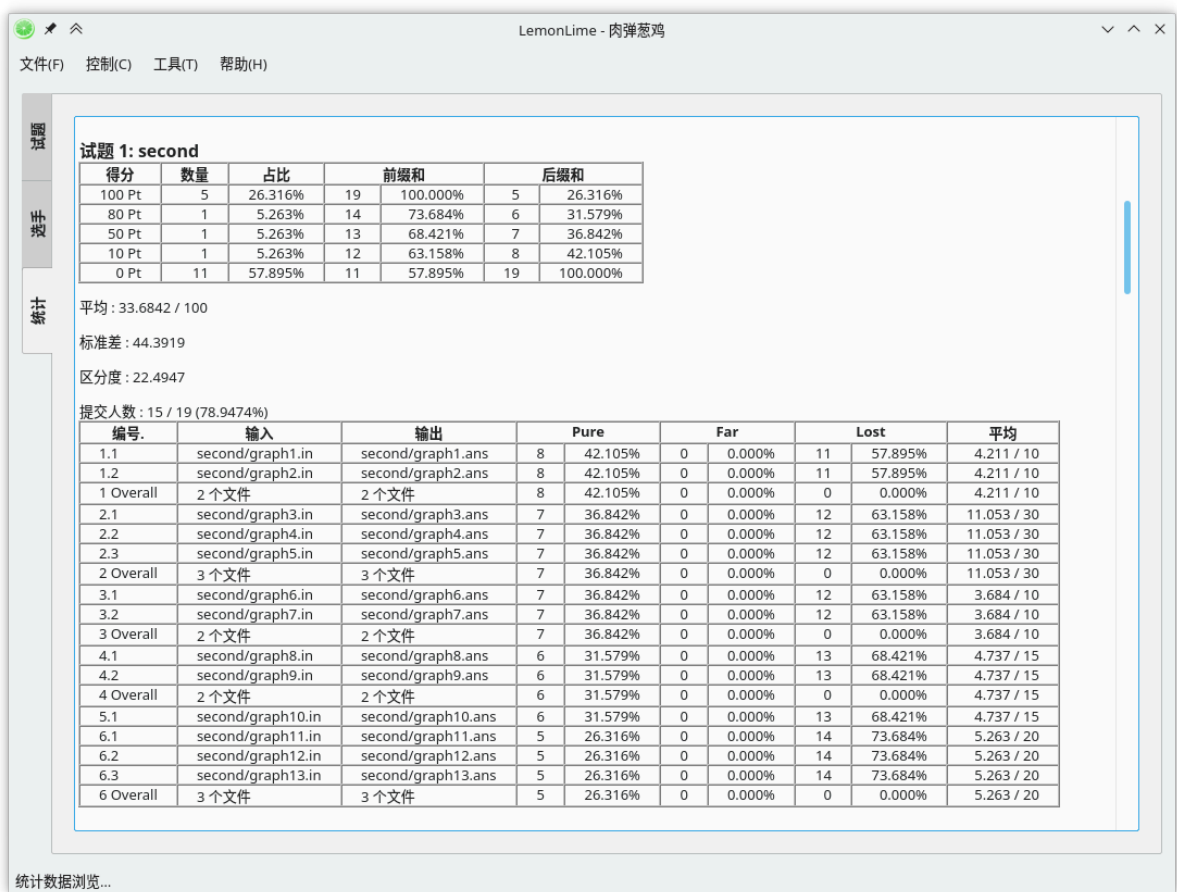 LemonLime - 肉弹葱鸡
文件(F) 控制(C) 工具(T) 帮助(H)
试题
选手
统计
试题 1: second
得分 数量 占比 前缀和 后缀和
100 Pt 5 26.316% 19 100.000% 5 26.316%
80 Pt 1 5.263% 14 73.684% 6 31.579%
50 Pt 1 5.263% 13 68.421% 7 36.842%
10 Pt 1 5.263% 12 63.158% 8 42.105%
0 Pt 11 57.895% 11 57.895% 19 100.000%
平均 : 33.6842 / 100
标准差 : 44.3919
区分度 : 22.4947
提交人数 : 15 / 19 (78.9474%)
编号. 输入 输出 Pure Far Lost 平均
1.1 second/graph1.in second/graph1.ans 8 42.105% 0 0.000% 11 57.895% 4.211 / 10
1.2 second/graph2.in second/graph2.ans 8 42.105% 0 0.000% 11 57.895% 4.211 / 10
1 Overall 2 个文件 2 个文件 8 42.105% 0 0.000% 0 0.000% 4.211 / 10
2.1 second/graph3.in second/graph3.ans 7 36.842% 0 0.000% 12 63.158% 11.053 / 30
2.2 second/graph4.in second/graph4.ans 7 36.842% 0 0.000% 12 63.158% 11.053 / 30
2.3 second/graph5.in second/graph5.ans 7 36.842% 0 0.000% 12 63.158% 11.053 / 30
2 Overall 3 个文件 3 个文件 7 36.842% 0 0.000% 0 0.000% 11.053 / 30
3.1 second/graph6.in second/graph6.ans 7 36.842% 0 0.000% 12 63.158% 3.684 / 10
3.2 second/graph7.in second/graph7.ans 7 36.842% 0 0.000% 12 63.158% 3.684 / 10
3 Overall 2 个文件 2 个文件 7 36.842% 0 0.000% 0 0.000% 3.684 / 10
4.1 second/graph8.in second/graph8.ans 6 31.579% 0 0.000% 13 68.421% 4.737 / 15
4.2 second/graph9.in second/graph9.ans 6 31.579% 0 0.000% 13 68.421% 4.737 / 15
4 Overall 2 个文件 2 个文件 6 31.579% 0 0.000% 0 0.000% 4.737 / 15
5.1 second/graph10.in second/graph10.ans 6 31.579% 0 0.000% 13 68.421% 4.737 / 15
6.1 second/graph11.in second/graph11.ans 5 26.316% 0 0.000% 14 73.684% 5.263 / 20
6.2 second/graph12.in second/graph12.ans 5 26.316% 0 0.000% 14 73.684% 5.263 / 20
6.3 second/graph13.in second/graph13.ans 5 26.316% 0 0.000% 14 73.684% 5.263 / 20
6 Overall 3 个文件 3 个文件 5 26.316% 0 0.000% 0 0.000% 5.263 / 20
统计数据浏览...